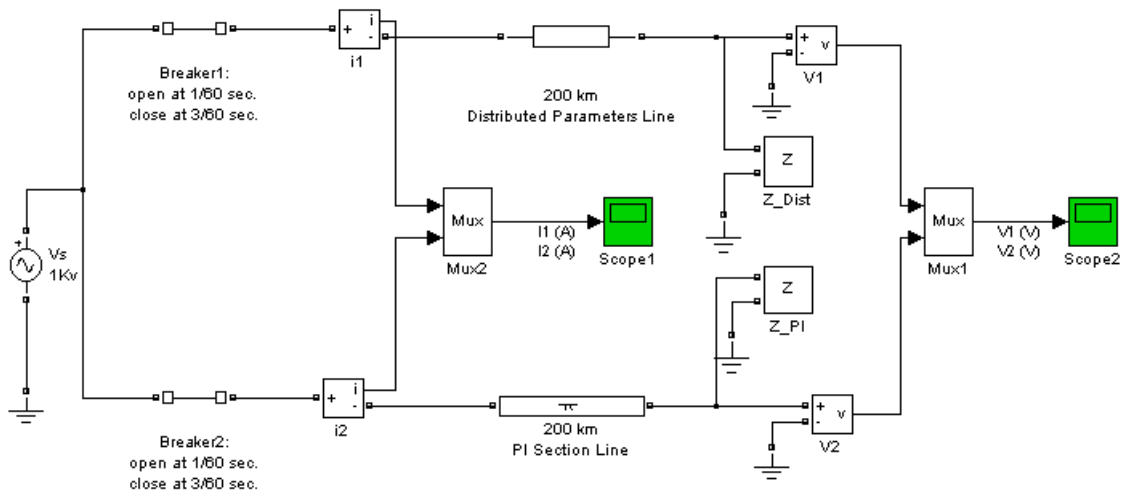 i
+
-
i1
Breaker1:
open at 1/60 sec.
close at 3/60 sec.
200 km
Distributed Parameters Line
+
-
v
V1
Z
Z_Dist
Mux
Mux2
I1 (A)
I2 (A)
Scope1
Mux
Mux1
V1 (V)
V2 (V)
Scope2
+
Vs
1Kv
Z
Z_PI
i
+
-
i2
200 km
PI Section Line
+
-
v
V2
Breaker2:
open at 1/60 sec.
close at 3/60 sec.